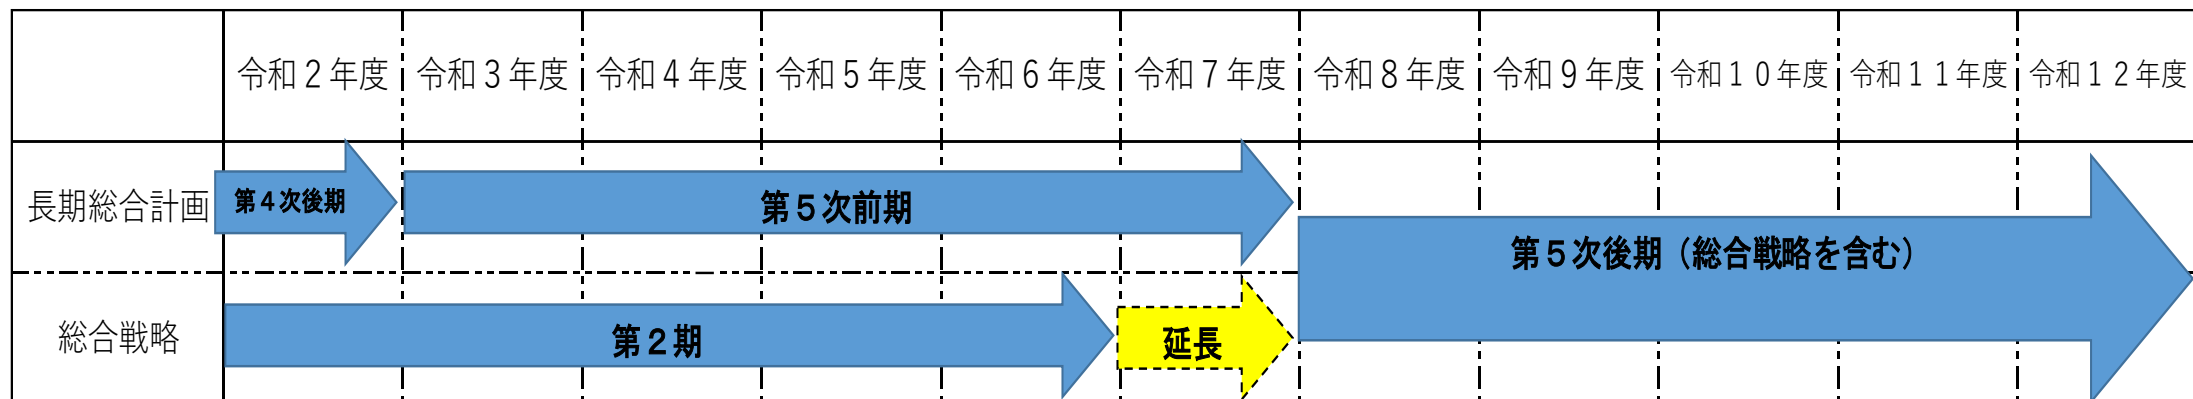 令和２年度 令和３年度 令和４年度 令和５年度 令和６年度 令和７年度 令和８年度 令和９年度 令和１０年度 令和１１年度 令和１２年度
長期総合計画 第４次後期 第５次前期
第５次後期（総合戦略を含む）
総合戦略 第２期 延長